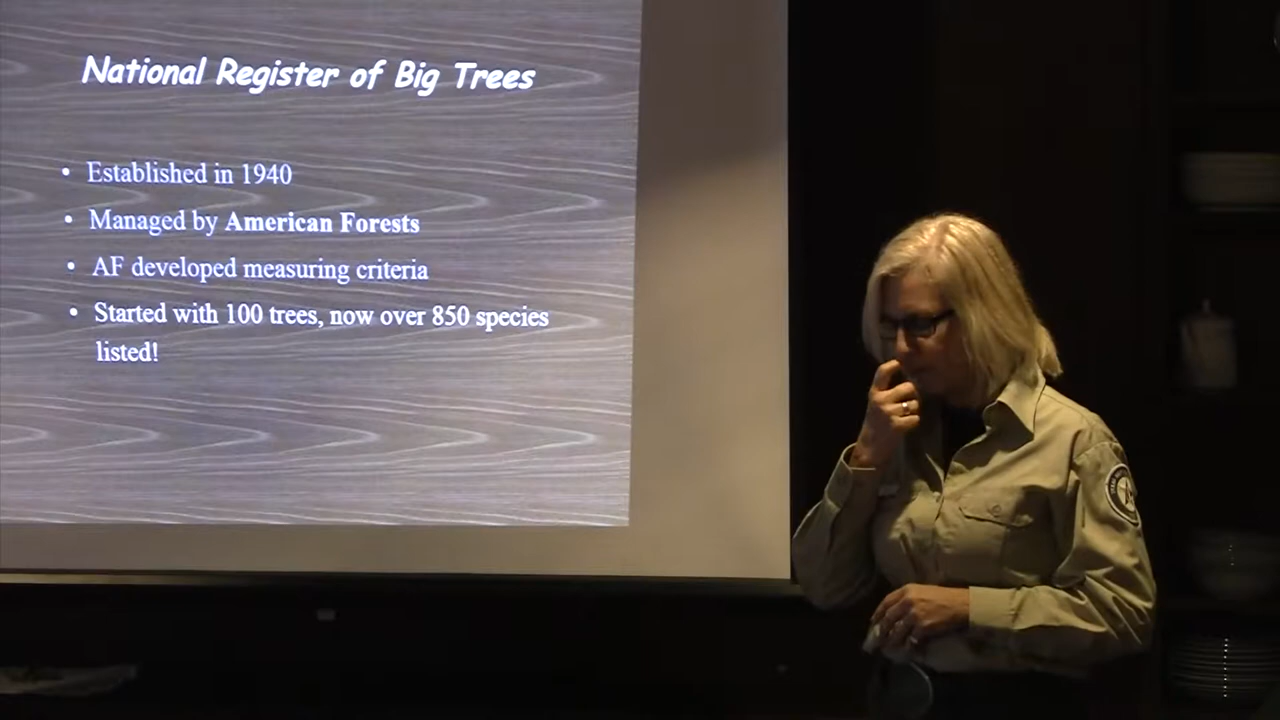 National Register of Big Trees
• Established in 1940
• Managed by American Forests
• AF developed measuring criteria
• Started with 100 trees, now over 850 species
listed!